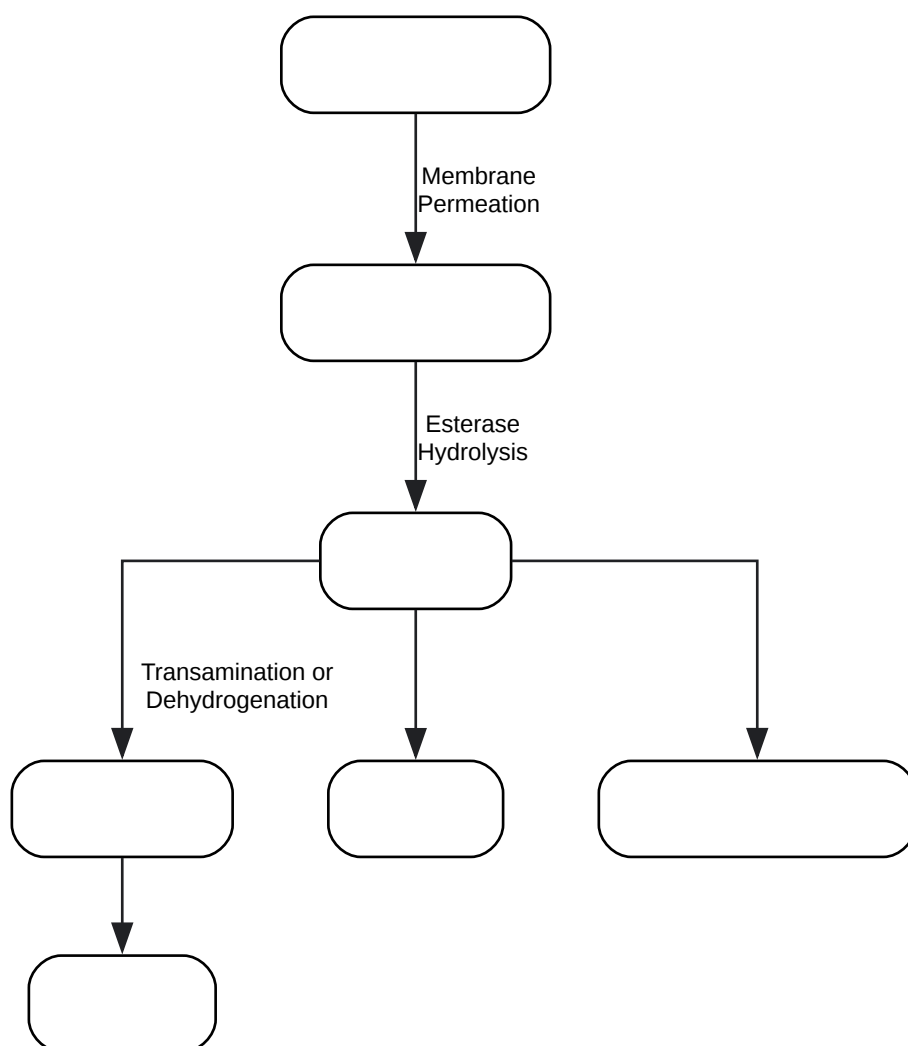 Membrane
Permeation
Esterase
Hydrolysis
Transamination or
Dehydrogenation